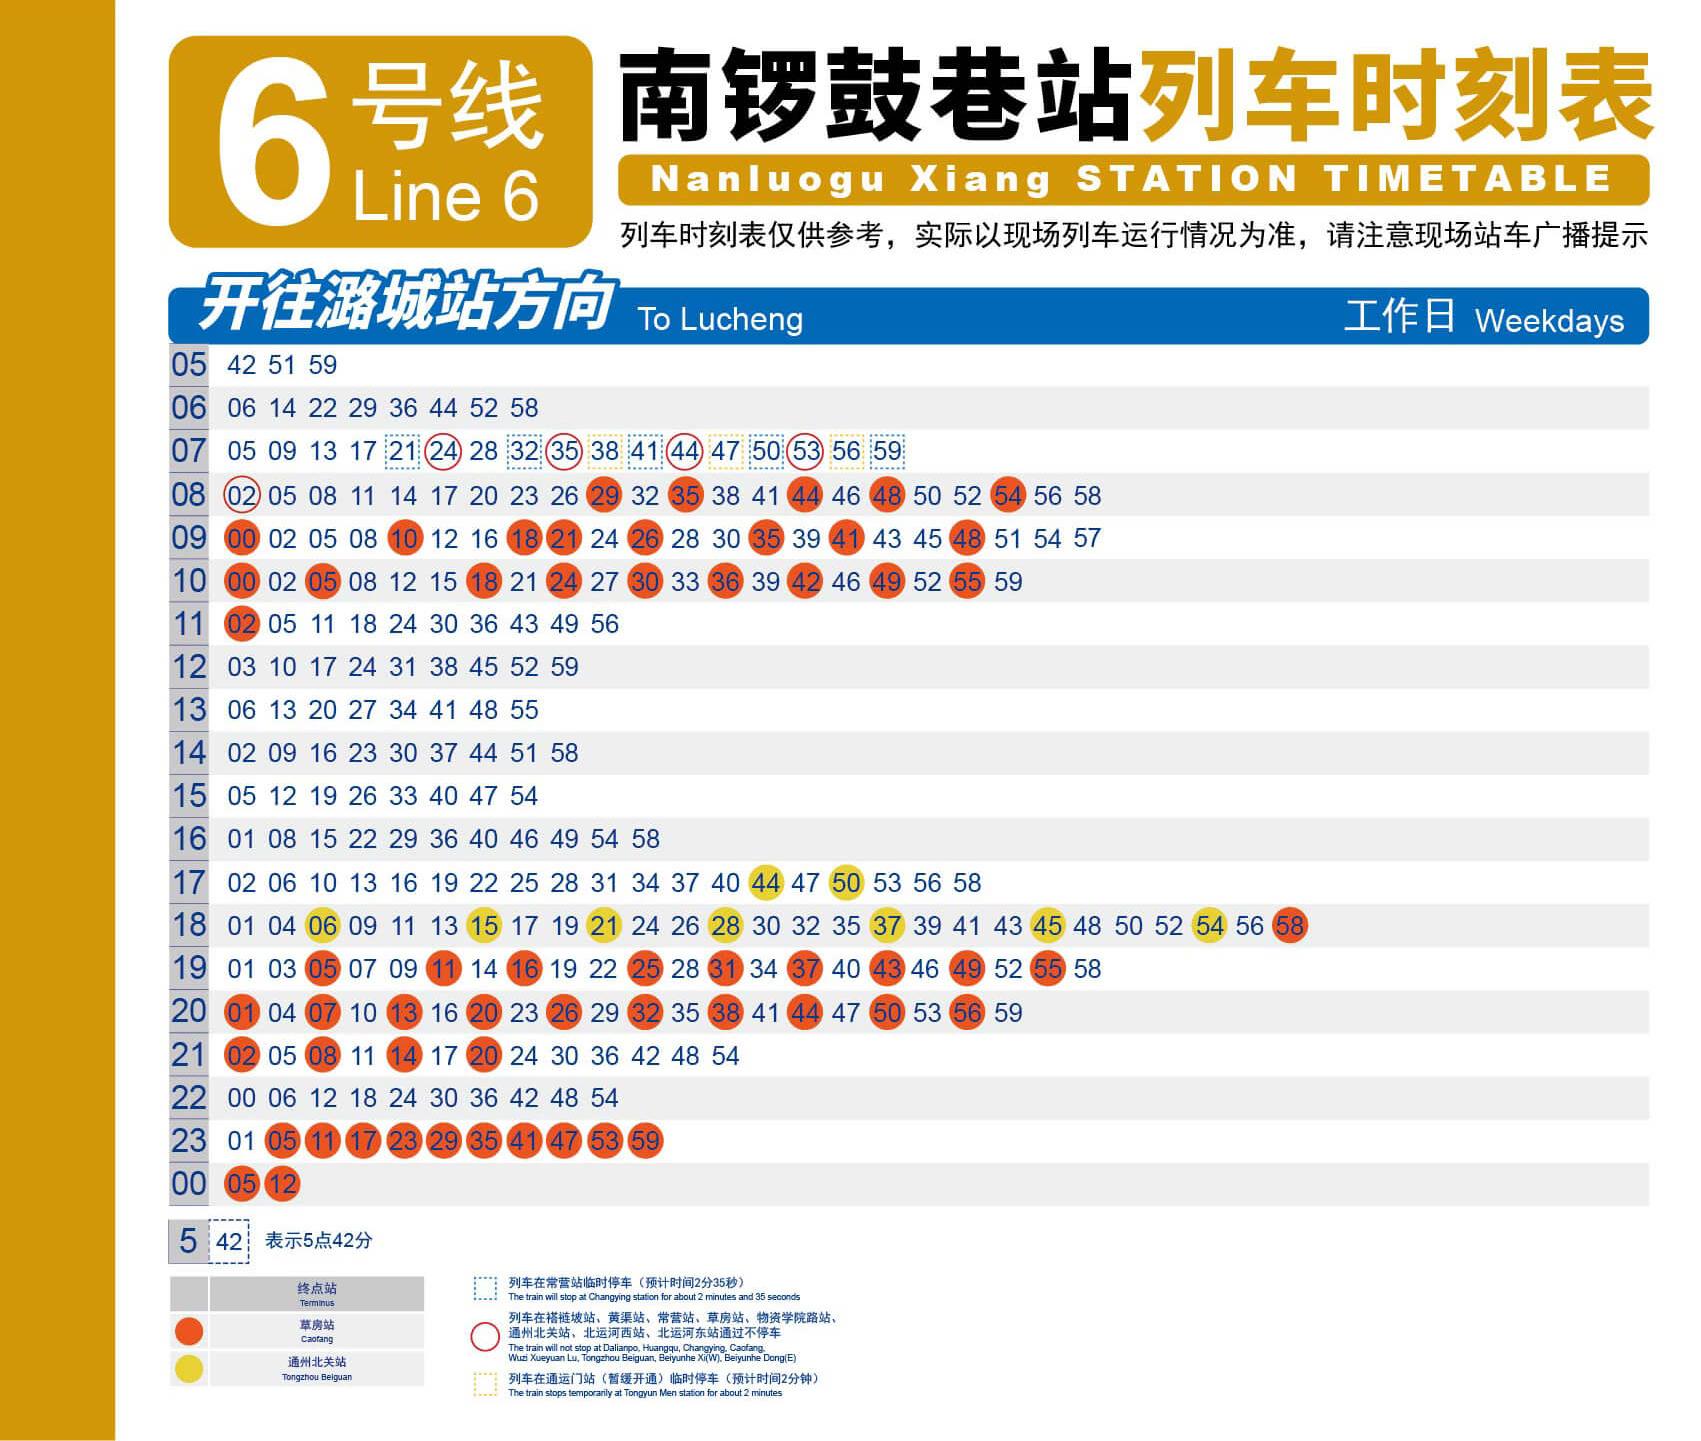 6 号线
Line 6
南锣鼓巷站列车时刻表
Nanluogu Xiang STATION TIMETABLE
列车时刻表仅供参考，实际以现场列车运行情况为准，请注意现场站车广播提示
开往潞城站方向 To Lucheng 工作日 Weekdays
05 42 51 59
06 06 14 22 29 36 44 52 58
07 05 09 13 17 21 24 28 32 35 38 41 44 47 50 53 56 59
08 02 05 08 11 14 17 20 23 26 29 32 35 38 41 44 46 48 50 52 54 56 58
09 00 02 05 08 10 12 16 18 21 24 26 28 30 35 39 41 43 45 48 51 54 57
10 00 02 05 08 12 15 18 21 24 27 30 33 36 39 42 46 49 52 55 59
11 02 05 11 18 24 30 36 43 49 56
12 03 10 17 24 31 38 45 52 59
13 06 13 20 27 34 41 48 55
14 02 09 16 23 30 37 44 51 58
15 05 12 19 26 33 40 47 54
16 01 08 15 22 29 36 40 46 49 54 58
17 02 06 10 13 16 19 22 25 28 31 34 37 40 44 47 50 53 56 58
18 01 04 06 09 11 13 15 17 19 21 24 26 28 30 32 35 37 39 41 43 45 48 50 52 54 56 58
19 01 03 05 07 09 11 14 16 19 22 25 28 31 34 37 40 43 46 49 52 55 58
20 01 04 07 10 13 16 20 23 26 29 32 35 38 41 44 47 50 53 56 59
21 02 05 08 11 14 17 20 24 30 36 42 48 54
22 00 06 12 18 24 30 36 42 48 54
23 01 05 11 17 23 29 35 41 47 53 59
00 05 12
5 42 表示5点42分
终点站
Terminus
草房站
Caofang
通州北关站
Tongzhou Beiguan
列车在常营站临时停车（预计时间2分35秒）
The train will stop at Changying station for about 2 minutes and 35 seconds
列车在褡裢坡站、黄渠站、常营站、草房站、物资学院路站、
通州北关站、北运河西站、北运河东站通过不停车
The train will not stop at Dalianpo, Huangqu, Changying, Caofang,
Wuzi Xueyuan Lu, Tongzhou Beiguan, Beiyunhe Xi(W), Beiyunhe Dong(E)
列车在通运门站（暂缓开通）临时停车（预计时间2分钟）
The train stops temporarily at Tongyun Men station for about 2 minutes